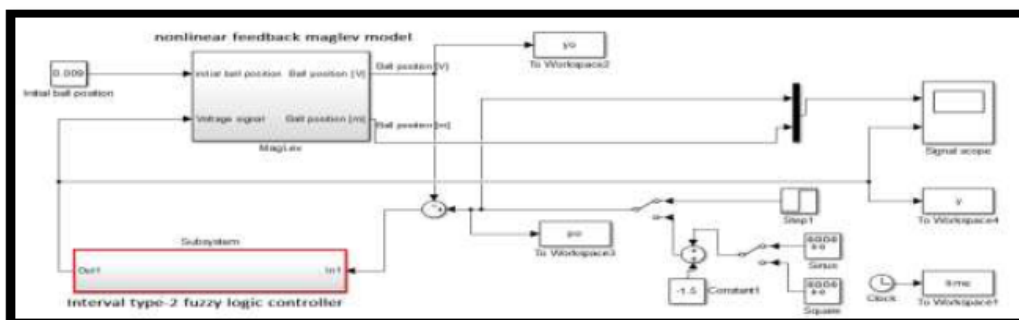 nonlinear feedback maglev model
0.009
Initial ball position
Initial ball position
Voltage signal
Ball position [V]
Ball position [m]
MagLev
Ball position [V]
Ball position [m]
yo
To Workspace2
Signal scope
y
To Workspace4
Step1
po
To Workspace3
-1.5
Constant1
Sinus
Square
Clock
time
To Workspace1
Subsystem
Out1
In1
Interval type-2 fuzzy logic controller